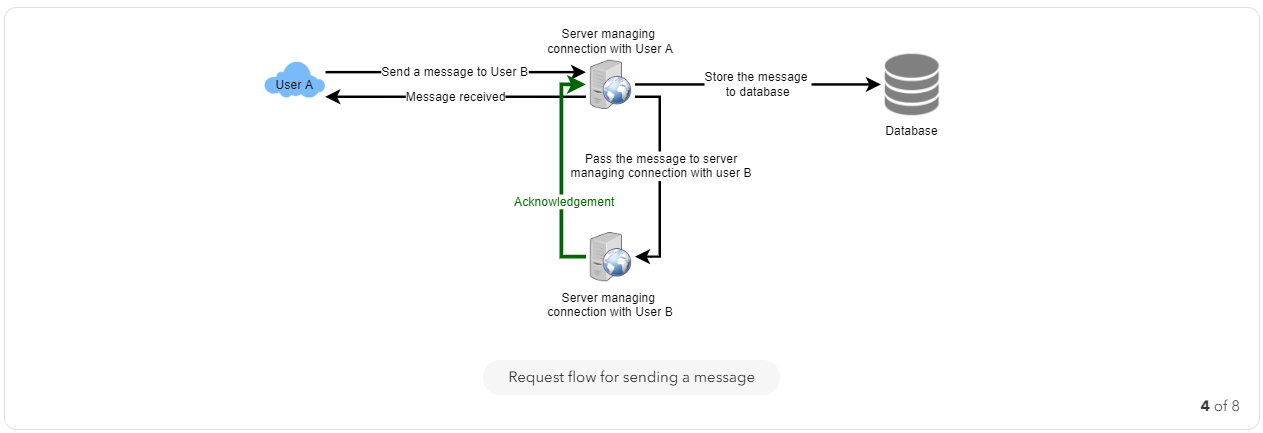 Server managing
connection with User A
User A
Send a message to User B
Message received
Store the message
to database
Database
Pass the message to server
managing connection with user B
Acknowledgement
Server managing
connection with User B
Request flow for sending a message
4 of 8